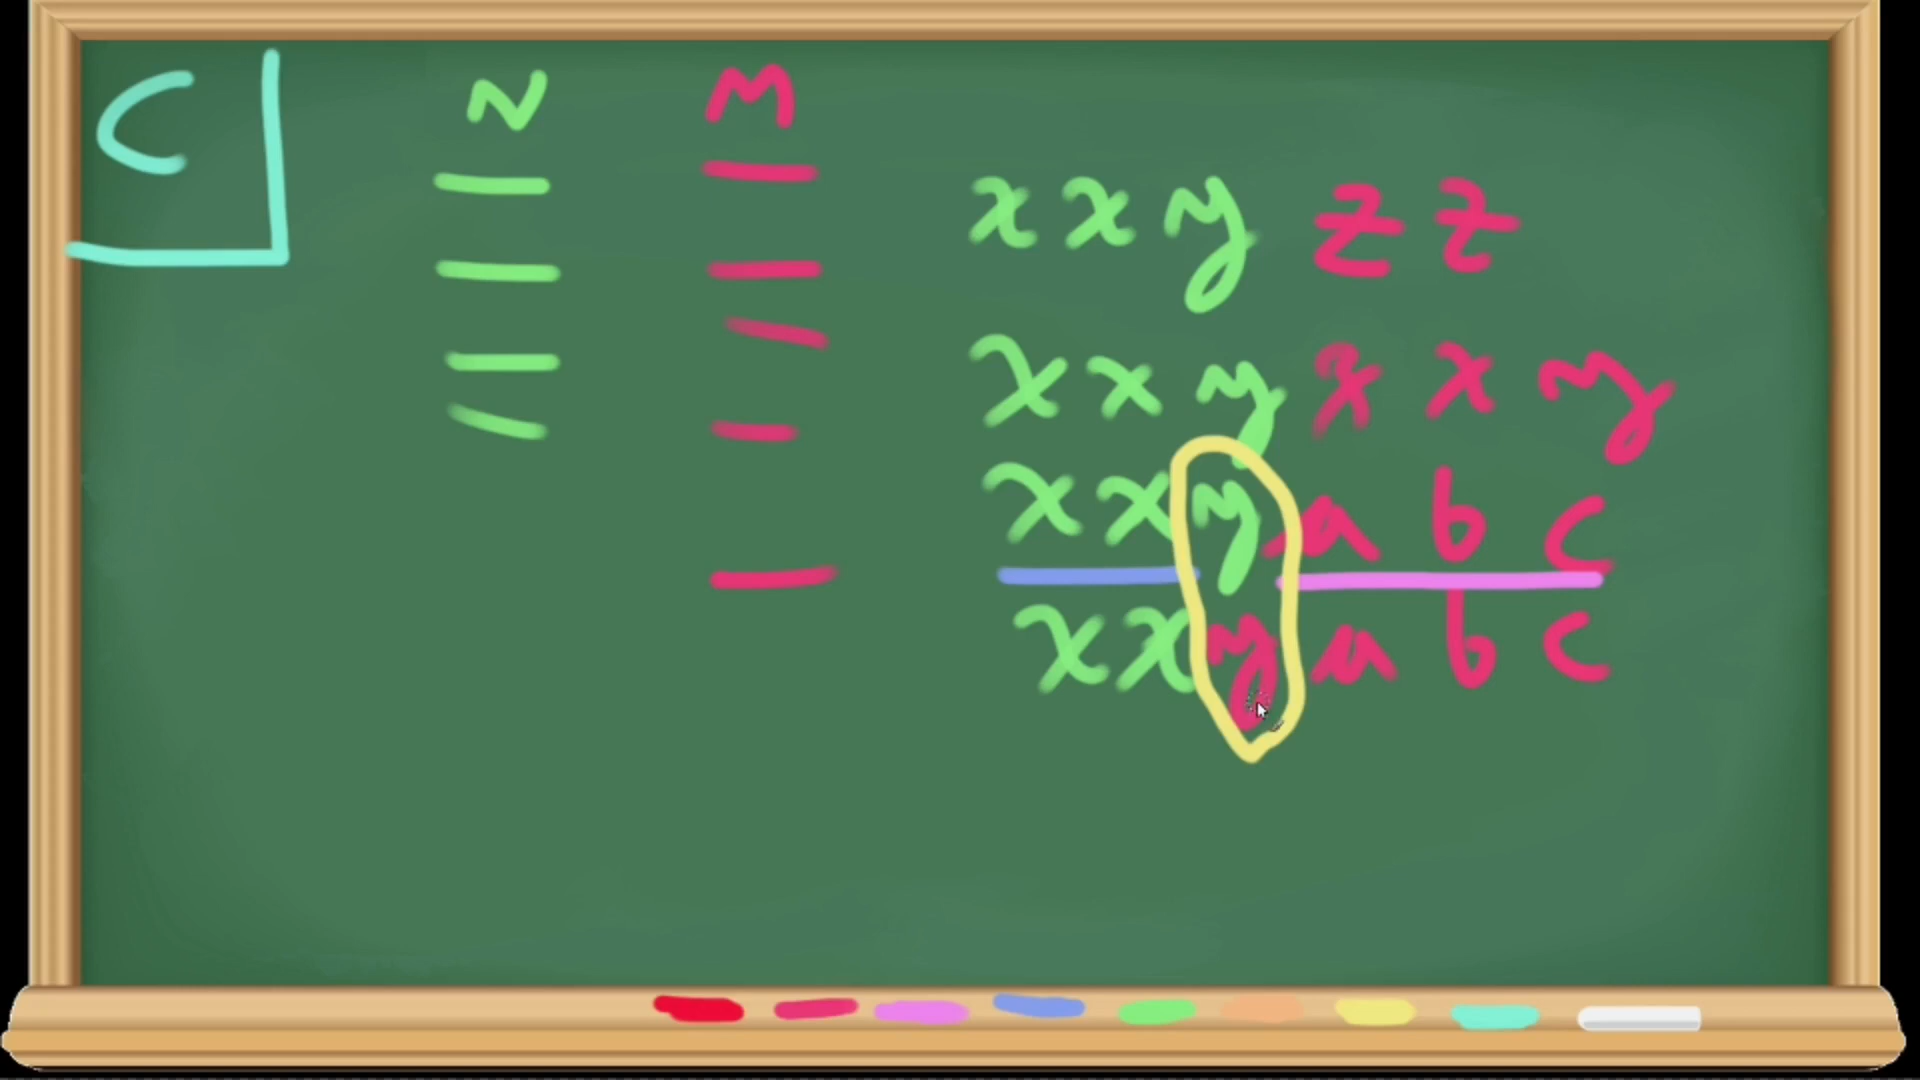 C
N M
x x y z z
x x y x x y
x x y a b c
x x y a b c